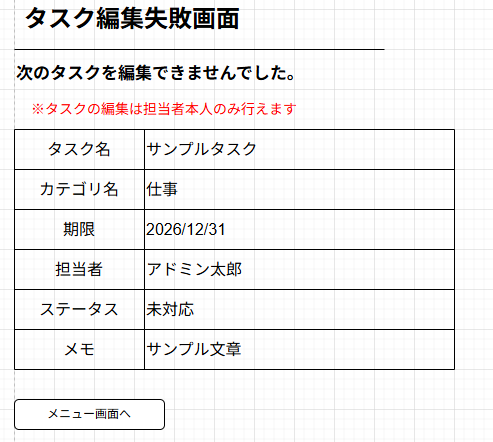 タスク編集失敗画面
次のタスクを編集できませんでした。
※タスクの編集は担当者本人のみ行えます
タスク名 サンプルタスク
カテゴリ名 仕事
期限 2026/12/31
担当者 アドミン太郎
ステータス 未対応
メモ サンプル文章
メニュー画面へ